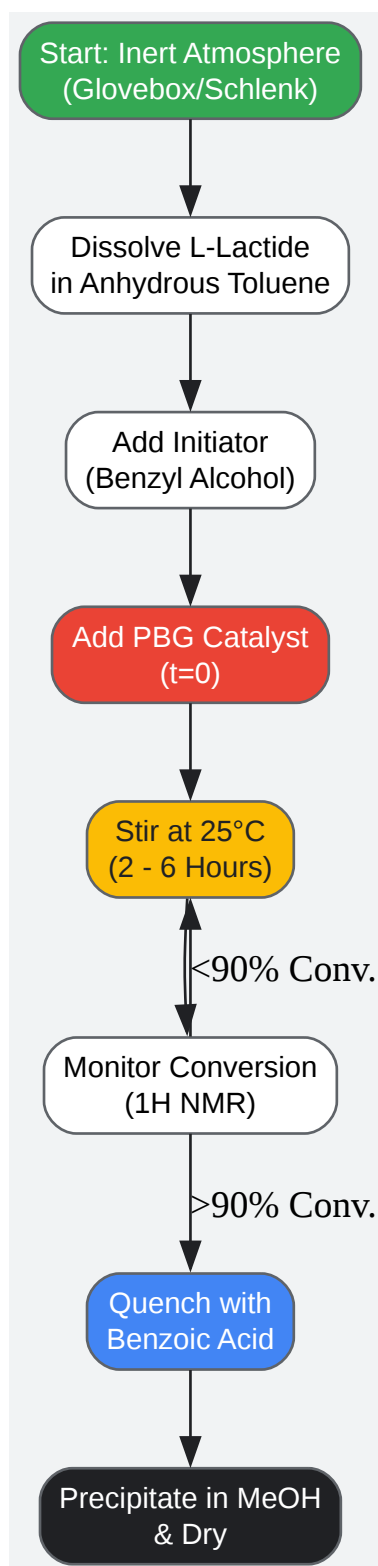 Start: Inert Atmosphere
(Glovebox/Schlenk)
Dissolve L-Lactide
in Anhydrous Toluene
Add Initiator
(Benzyl Alcohol)
Add PBG Catalyst
(t=0)
Stir at 25°C
(2 - 6 Hours)
<90% Conv.
Monitor Conversion
(1H NMR)
>90% Conv.
Quench with
Benzoic Acid
Precipitate in MeOH
& Dry